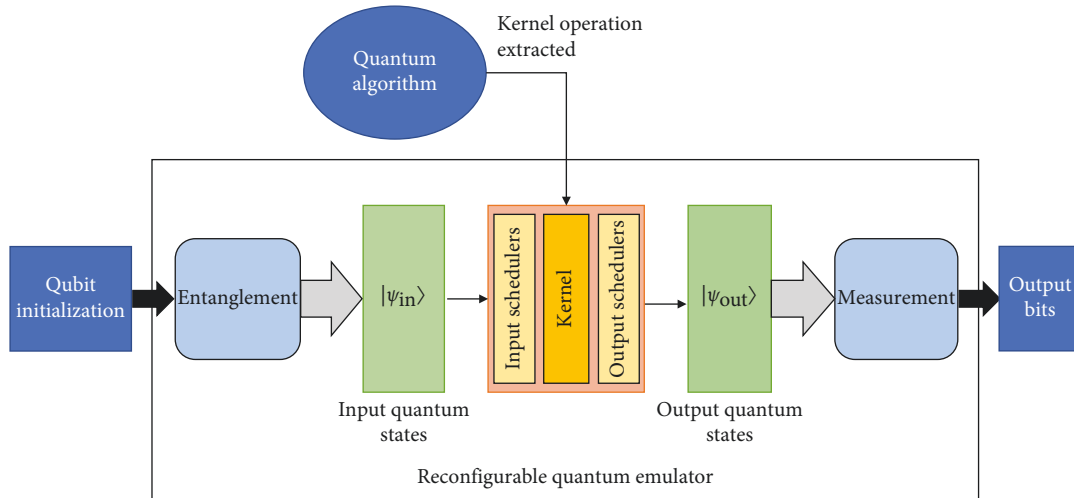 Kernel operation
extracted
Quantum
algorithm
Qubit
initialization
Entanglement
|ψin⟩
Input schedulers
Kernel
Output schedulers
|ψout⟩
Measurement
Output
bits
Input quantum
states
Output quantum
states
Reconfigurable quantum emulator